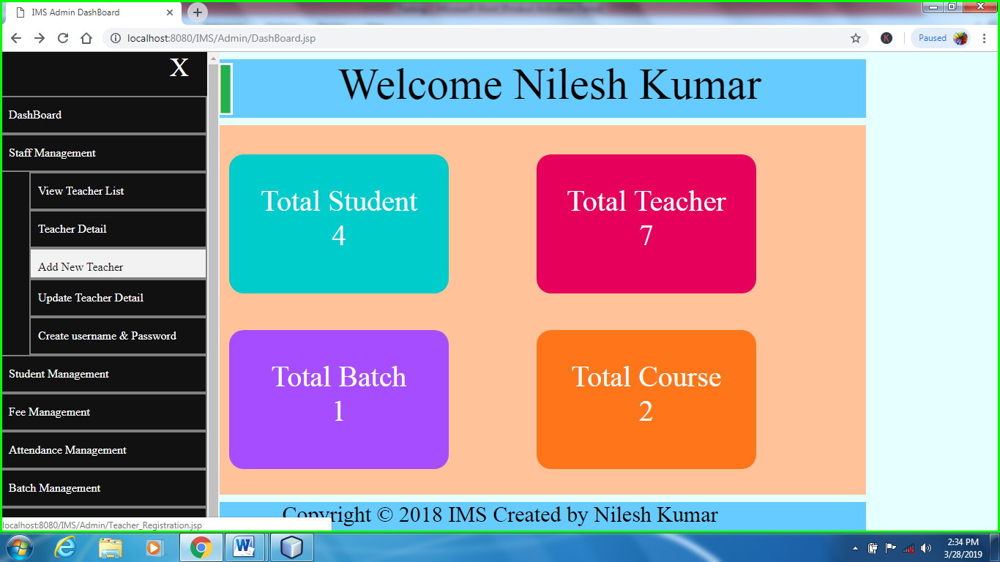 IMS Admin DashBoard
localhost:8080/IMS/Admin/DashBoard.jsp
Paused
X
DashBoard
Staff Management
View Teacher List
Teacher Detail
Add New Teacher
Update Teacher Detail
Create username & Password
Student Management
Fee Management
Attendance Management
Batch Management
Welcome Nilesh Kumar
Total Student
4
Total Teacher
7
Total Batch
1
Total Course
2
Copyright © 2018 IMS Created by Nilesh Kumar
localhost:8080/IMS/Admin/Teacher_Registration.jsp
2:34 PM
3/28/2019